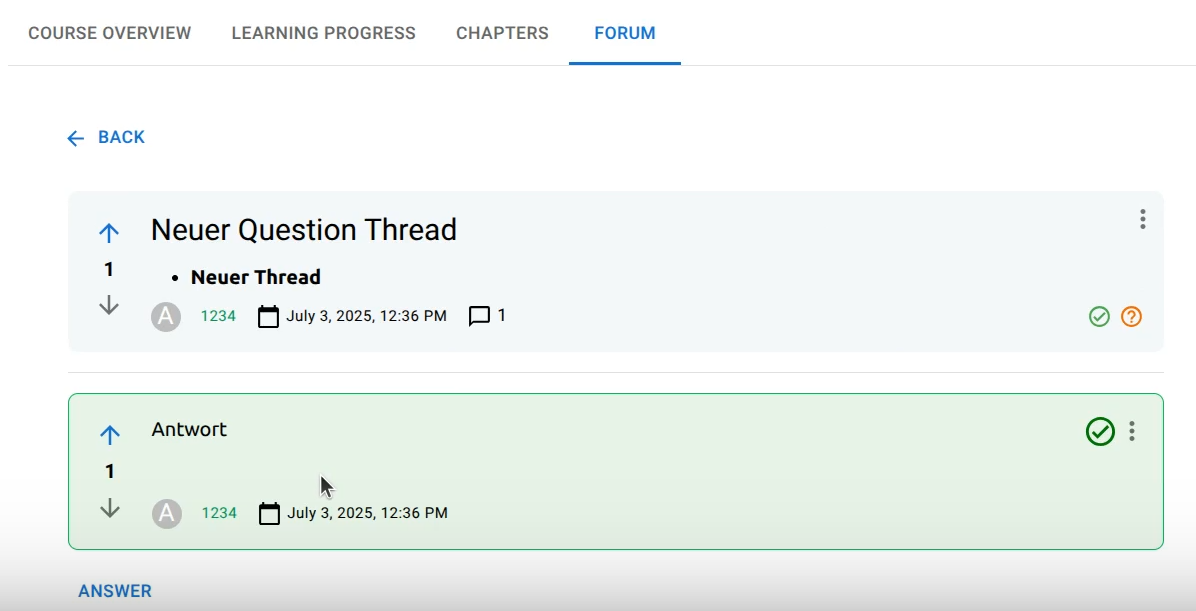 COURSE OVERVIEW LEARNING PROGRESS CHAPTERS FORUM
BACK
Neuer Question Thread
1
• Neuer Thread
A 1234 July 3, 2025, 12:36 PM 1
?
Antwort
1
A 1234 July 3, 2025, 12:36 PM
ANSWER